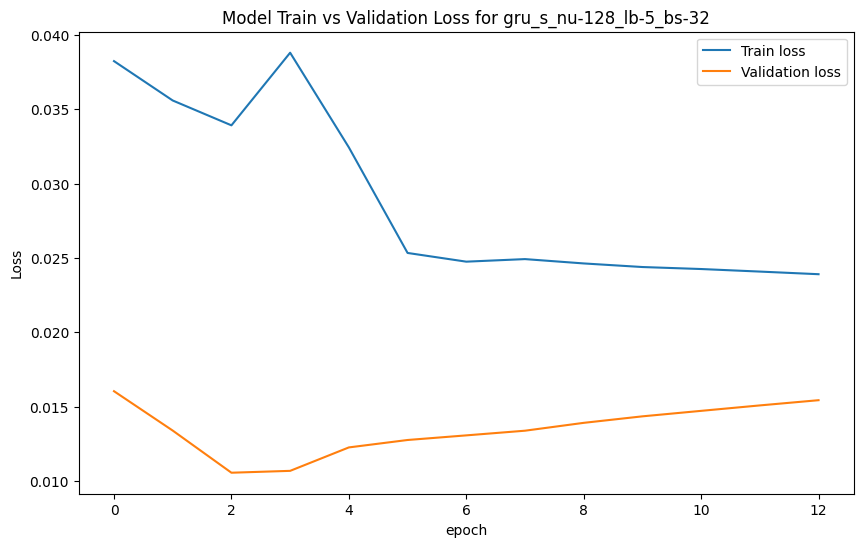 Model Train vs Validation Loss for gru_s_nu-128_lb-5_bs-32
Train loss
Validation loss
Loss
0.040
0.035
0.030
0.025
0.020
0.015
0.010
0 2 4 6 8 10 12
epoch